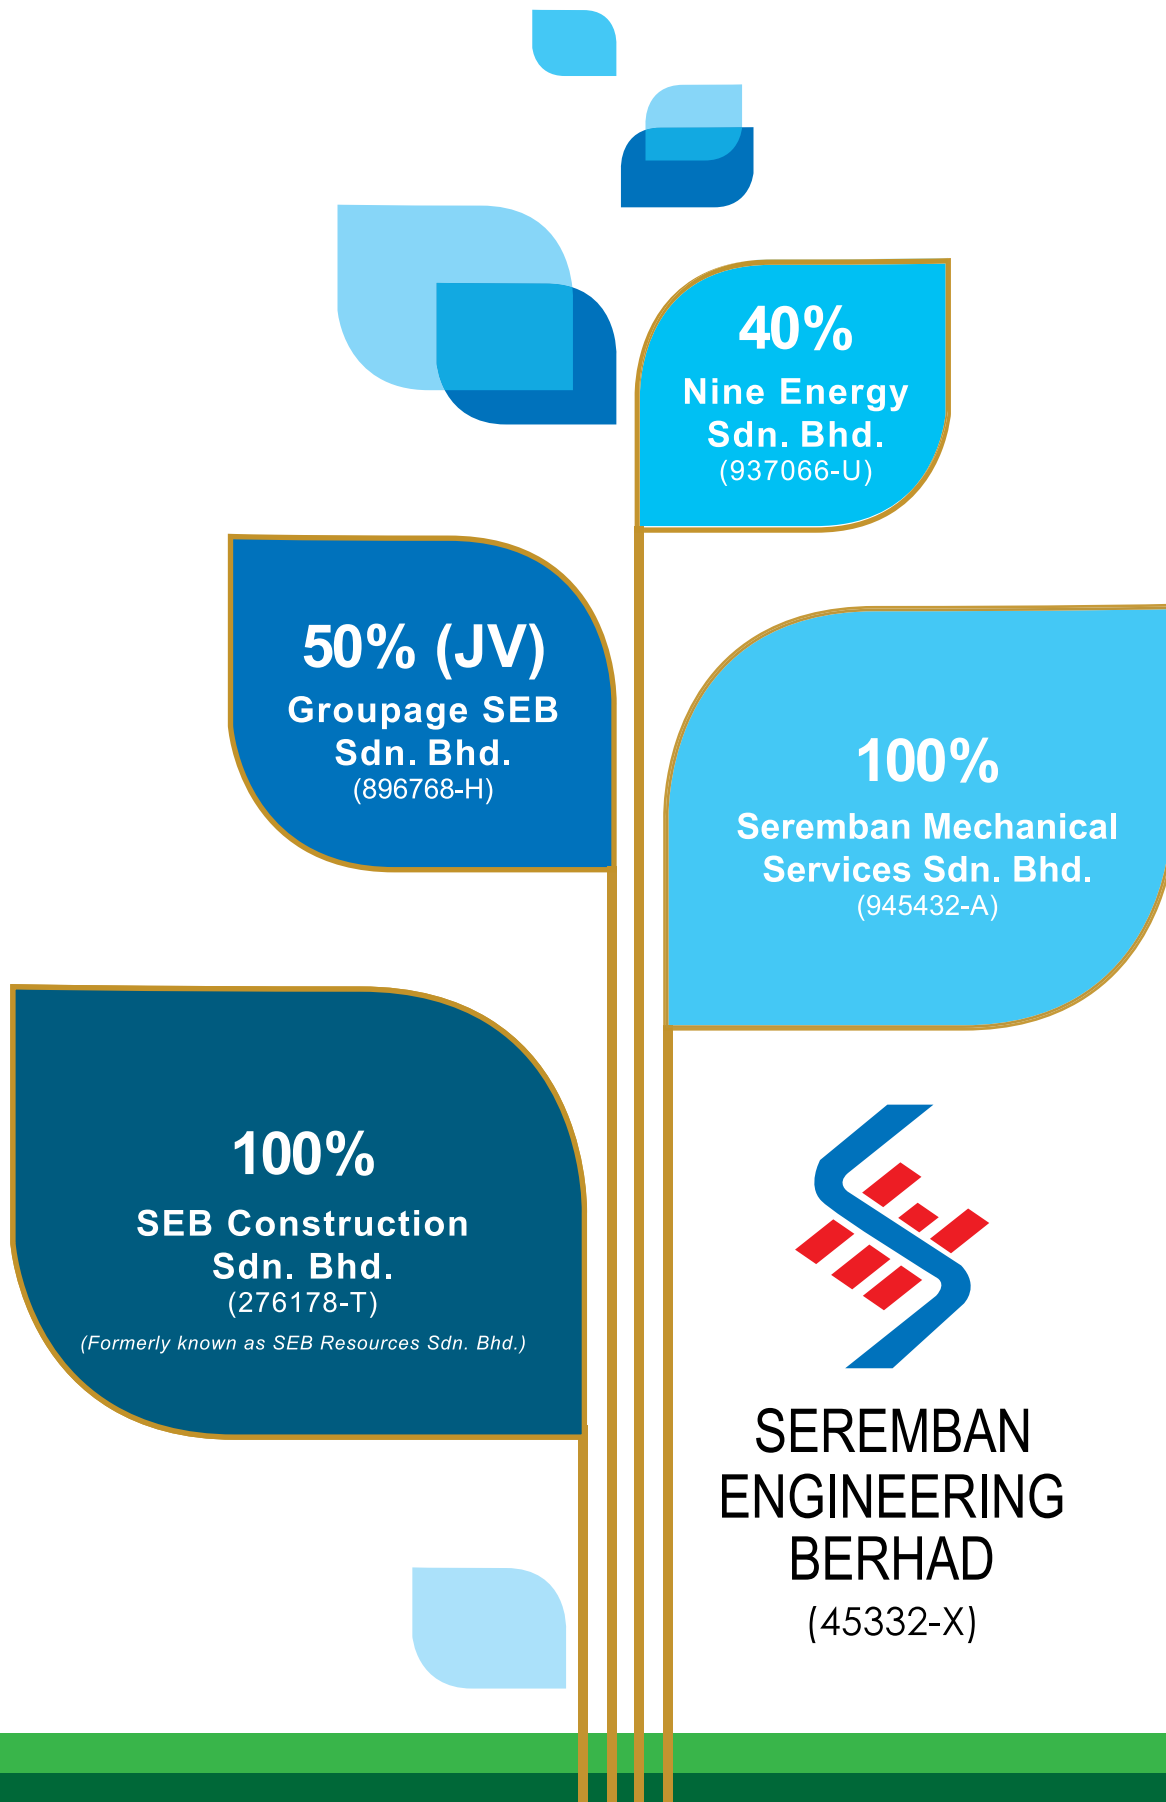 40%
Nine Energy
Sdn. Bhd.
(937066-U)
50% (JV)
Groupage SEB
Sdn. Bhd.
(896768-H)
100%
Seremban Mechanical
Services Sdn. Bhd.
(945432-A)
100%
SEB Construction
Sdn. Bhd.
(276178-T)
(Formerly known as SEB Resources Sdn. Bhd.)
SEREMBAN
ENGINEERING
BERHAD
(45332-X)